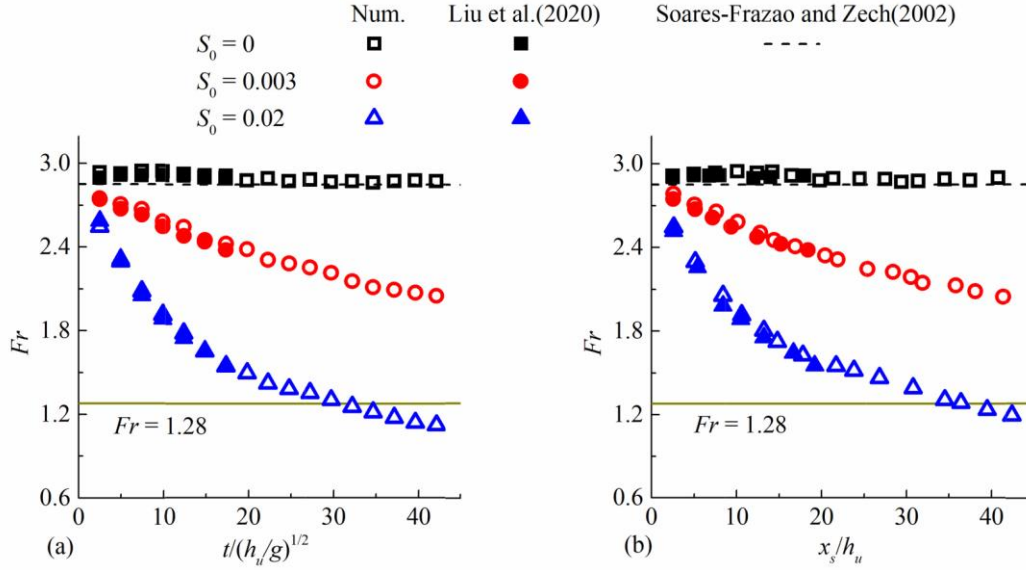 Num. Liu et al.(2020) Soares-Frazao and Zech(2002)
S₀ = 0
S₀ = 0.003
S₀ = 0.02
Fr
3.0
2.4
1.8
1.2
0.6
Fr = 1.28
0 10 20 30 40
(a) t/(hᵤ/g)^1/2
Fr
3.0
2.4
1.8
1.2
0.6
Fr = 1.28
0 10 20 30 40
(b) xₛ/hᵤ